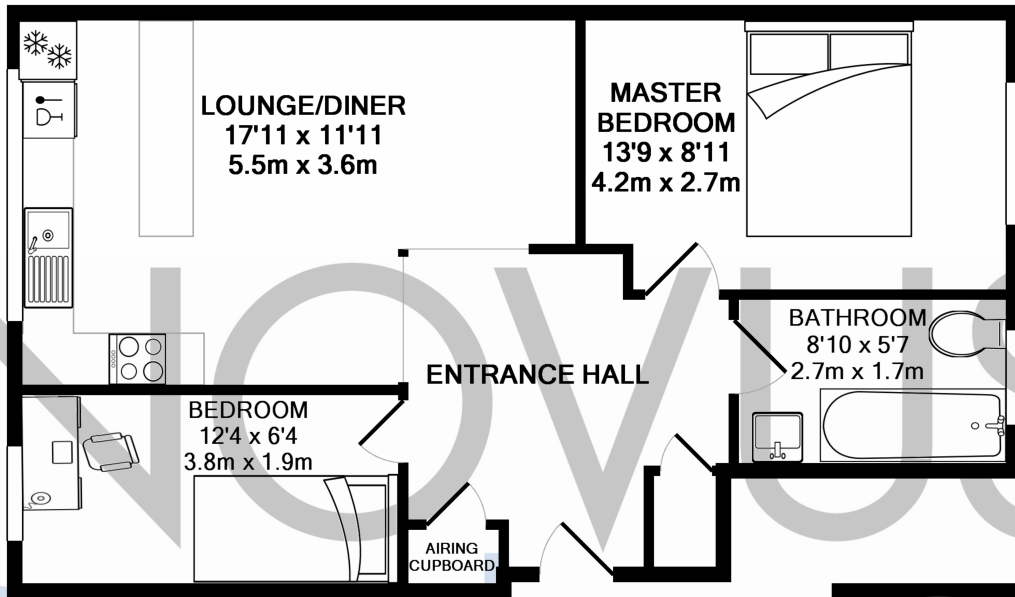 LOUNGE/DINER
17'11 x 11'11
5.5m x 3.6m
MASTER
BEDROOM
13'9 x 8'11
4.2m x 2.7m
NOVUS
BATHROOM
8'10 x 5'7
2.7m x 1.7m
ENTRANCE HALL
BEDROOM
12'4 x 6'4
3.8m x 1.9m
AIRING
CUPBOARD